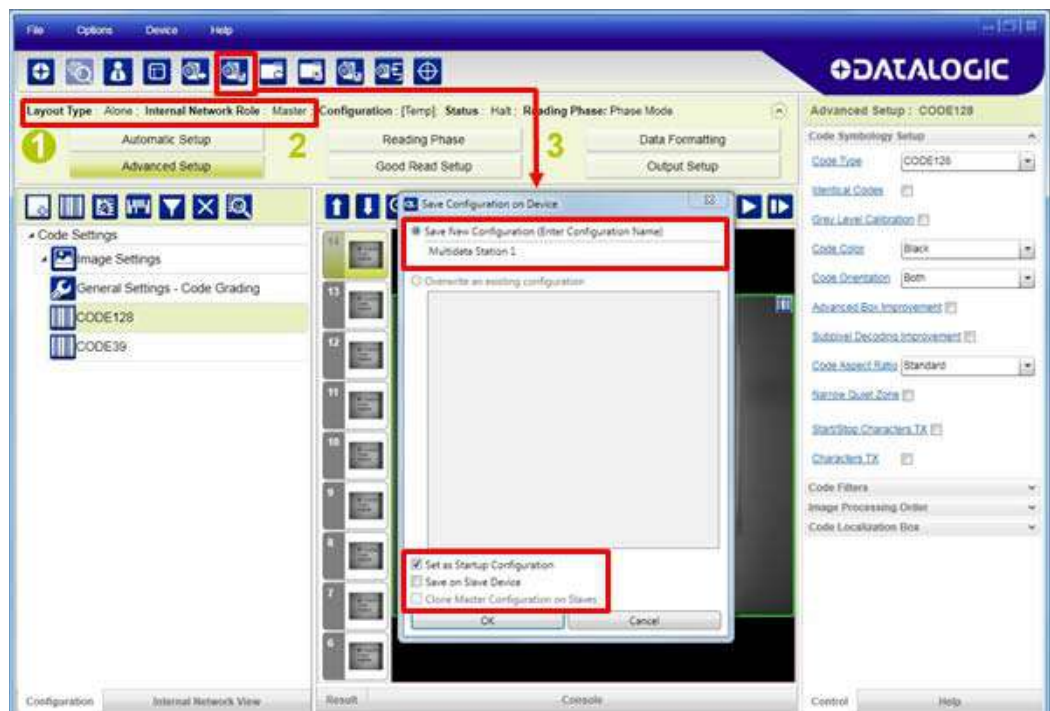 File Options Device Help
DATALOGIC
Layout Type : Alone ; Internal Network Role : Master ; Configuration : [Temp]; Status : Halt ; Reading Phase: Phase Mode
1
Automatic Setup
Advanced Setup
2
Reading Phase
Good Read Setup
3
Data Formatting
Output Setup
Code Settings
Image Settings
General Settings - Code Grading
CODE128
CODE39
14
13
12
11
10
9
8
7
6
Save Configuration on Device
Save New Configuration (Enter Configuration Name)
Multidata Station 1
Overwrite an existing configuration
Set as Startup Configuration
Save on Slave Device
Clone Master Configuration on Slaves
OK Cancel
Advanced Setup : CODE128
Code Symbology Setup
Code Type CODE128
Identical Codes
Grey Level Calibration
Code Color Black
Code Orientation Both
Advanced Box Improvement
Subpixel Decoding Improvement
Code Aspect Ratio Standard
Narrow Quiet Zone
Start/Stop Characters TX
Characters TX
Code Filters
Image Processing Order
Code Localization Box
Configuration Internal Network View Result Console Control Help